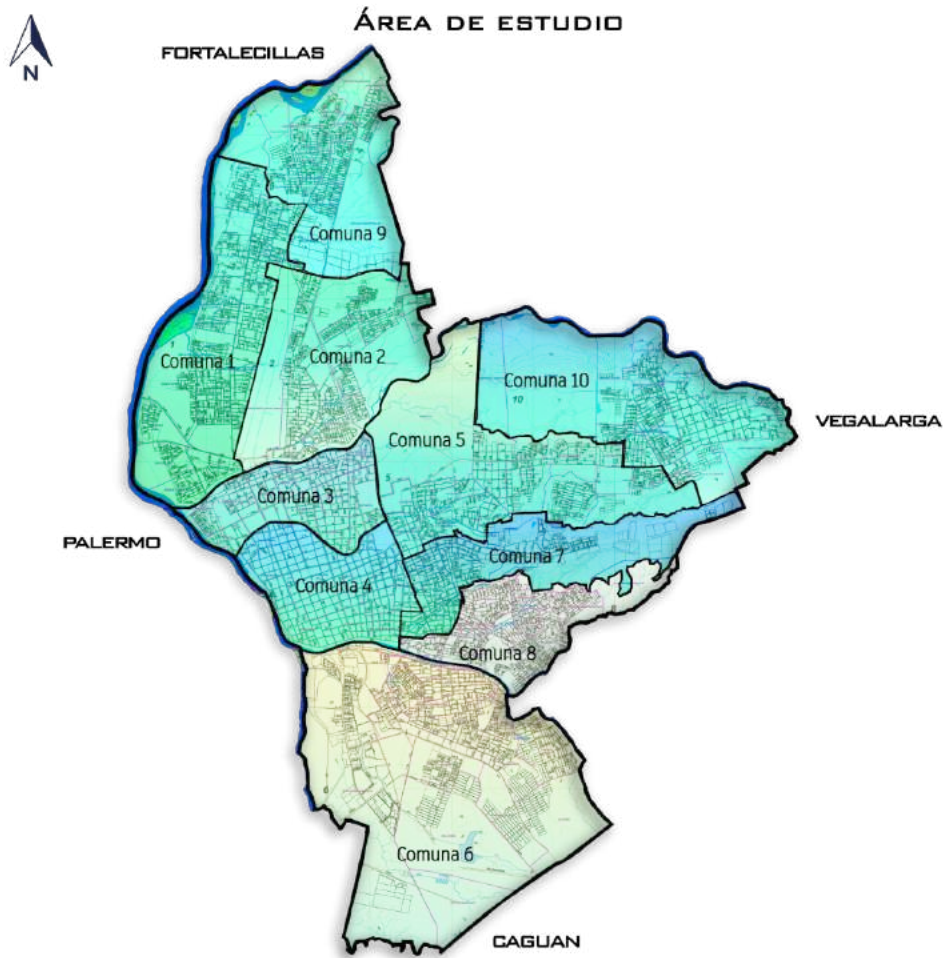 ÁREA DE ESTUDIO
FORTALECILLAS
N
Comuna 9
Comuna 1
Comuna 2
Comuna 10
10
VEGALARGA
Comuna 5
Comuna 3
PALERMO
Comuna 7
Comuna 4
Comuna 8
Comuna 6
CAGUAN